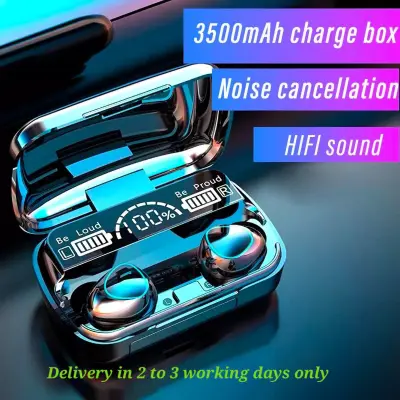 3500mAh charge box
Noise cancellation
HIFI sound
Be Loud
Be Proud
L
100%
R
Delivery in 2 to 3 working days only